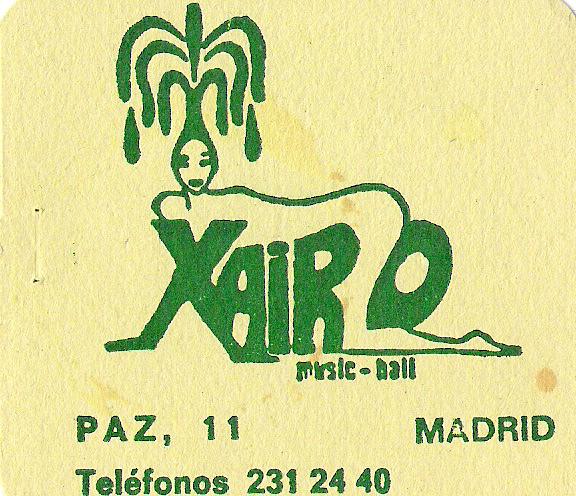 XAIRO
music-hall
PAZ, 11 MADRID
Teléfonos 231 24 40